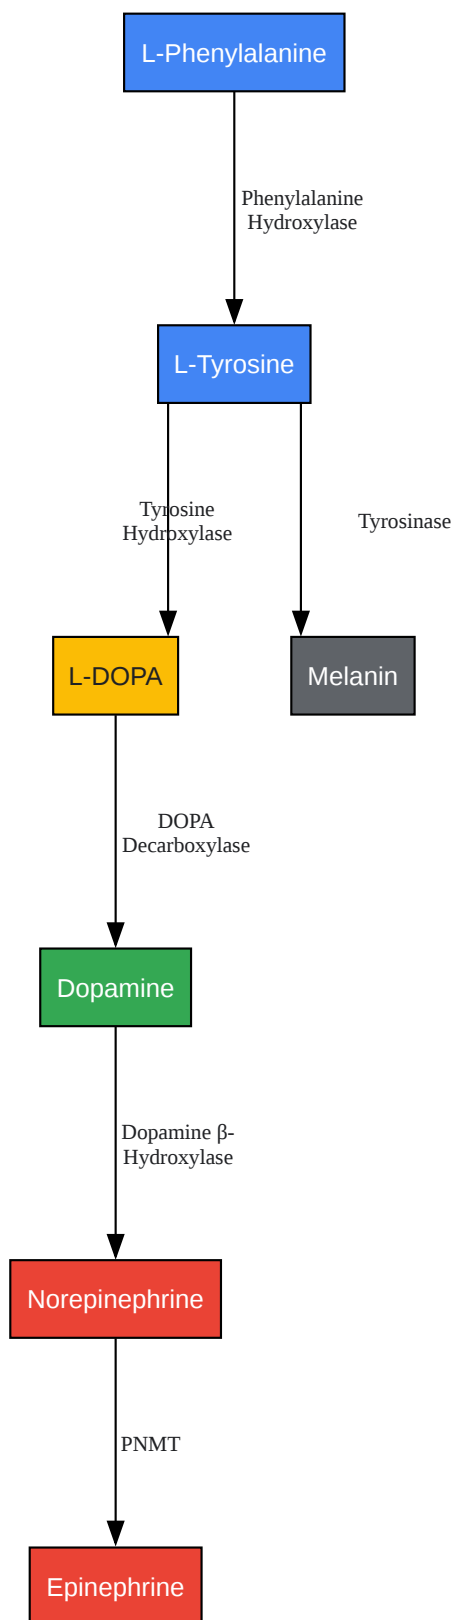 L-Phenylalanine
Phenylalanine
Hydroxylase
L-Tyrosine
Tyrosine
Hydroxylase
Tyrosinase
L-DOPA
Melanin
DOPA
Decarboxylase
Dopamine
Dopamine β-
Hydroxylase
Norepinephrine
PNMT
Epinephrine